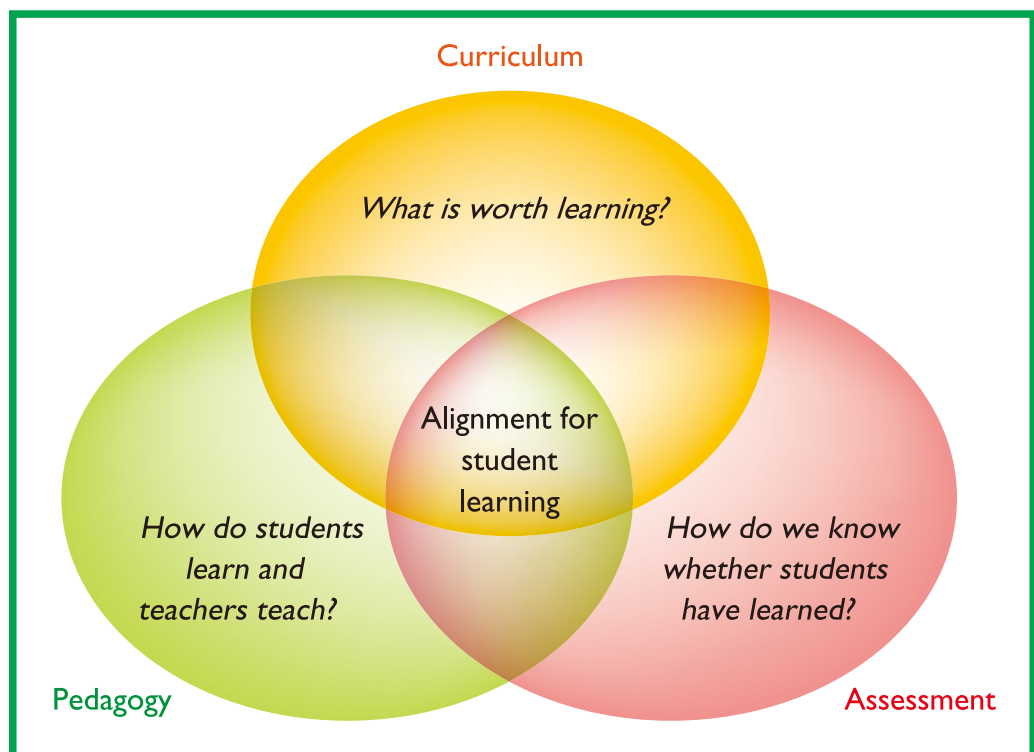 Curriculum
What is worth learning?
Alignment for
student
learning
How do students
learn and
teachers teach?
How do we know
whether students
have learned?
Pedagogy
Assessment